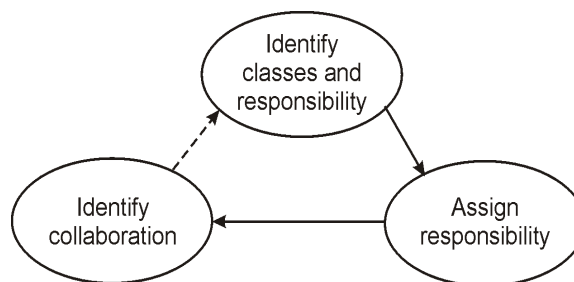 Identify
classes and
responsibility
Identify
collaboration
Assign
responsibility